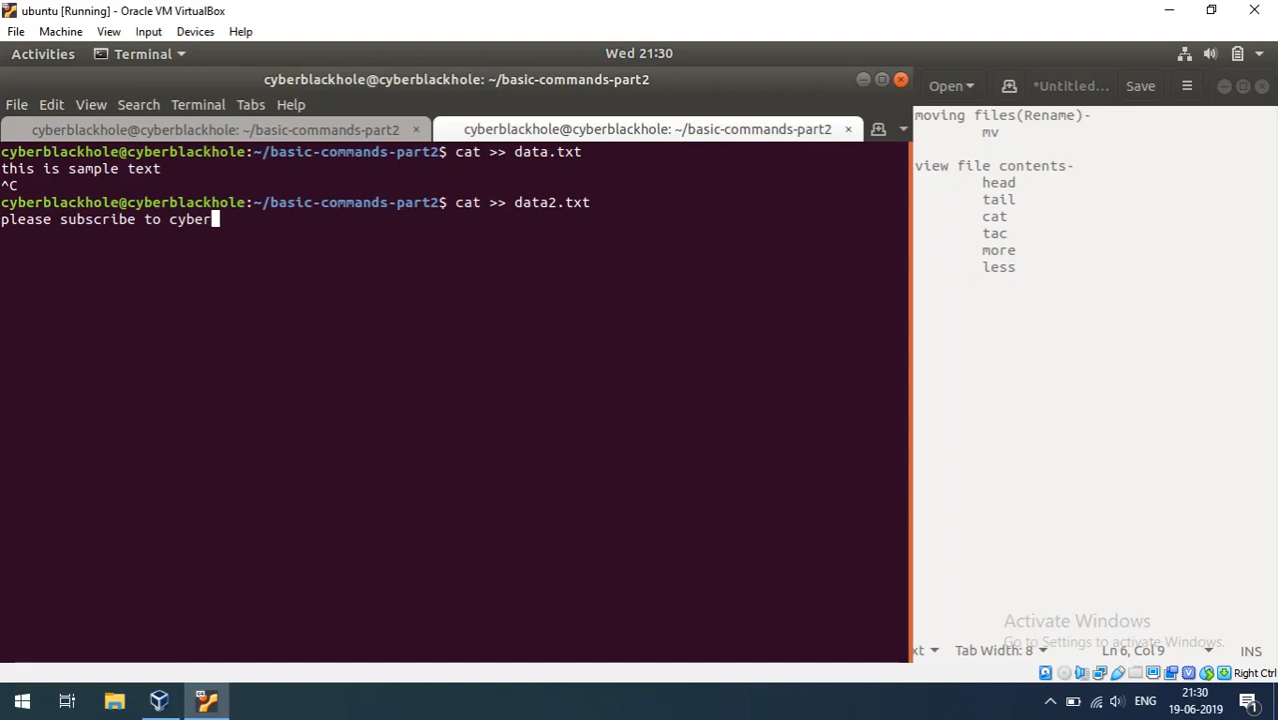 ubuntu [Running] - Oracle VM VirtualBox
File Machine View Input Devices Help
Activities Terminal Wed 21:30
cyberblackhole@cyberblackhole: ~/basic-commands-part2
Open *Untitled... Save
File Edit View Search Terminal Tabs Help
cyberblackhole@cyberblackhole: ~/basic-commands-part2 × cyberblackhole@cyberblackhole: ~/basic-commands-part2 ×
cyberblackhole@cyberblackhole:~/basic-commands-part2$ cat >> data.txt
this is sample text
^C
cyberblackhole@cyberblackhole:~/basic-commands-part2$ cat >> data2.txt
please subscribe to cyber
moving files(Rename)-
mv
view file contents-
head
tail
cat
tac
more
less
Activate Windows
Go to Settings to activate Windows.
xt Tab Width: 8 Ln 6, Col 9 INS
Right Ctrl
ENG
21:30
19-06-2019
1